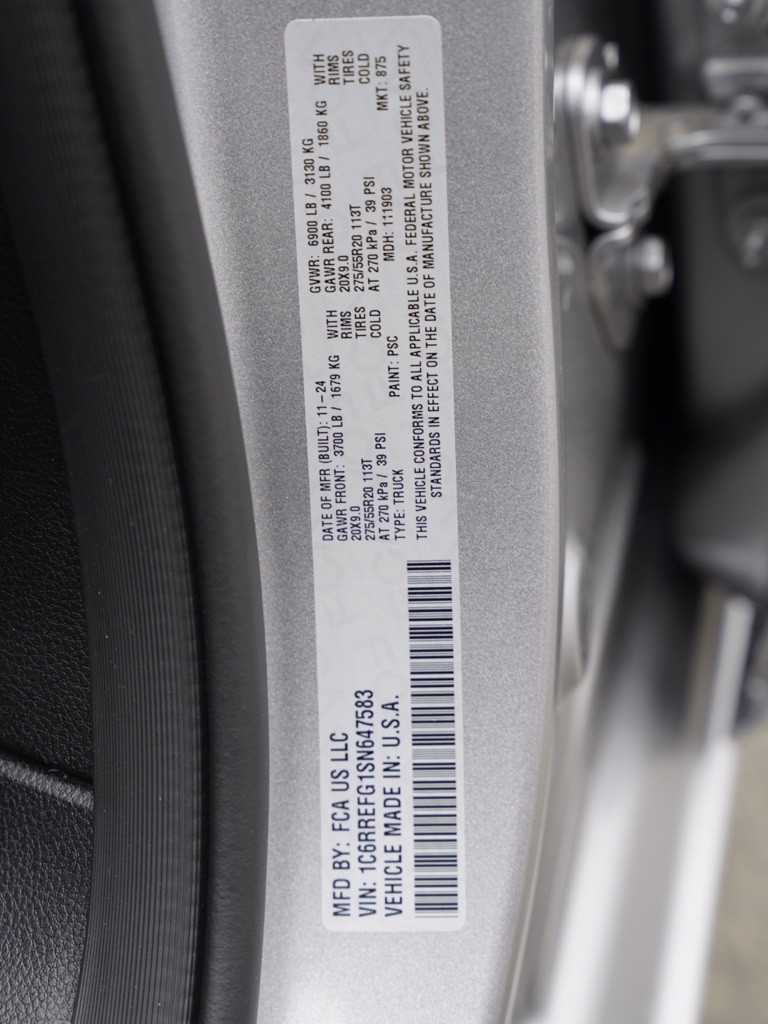 MFD BY: FCA US LLC
VIN: 1C6RREFG1SN647583
VEHICLE MADE IN: U.S.A.
DATE OF MFR (BUILT): 11-24 GVWR: 6900 LB / 3130 KG
GAWR FRONT: 3700 LB / 1679 KG WITH GAWR REAR: 4100 LB / 1860 KG WITH
20X9.0 RIMS 20X9.0 RIMS
275/55R20 113T TIRES 275/55R20 113T TIRES
AT 270 kPa / 39 PSI COLD AT 270 kPa / 39 PSI COLD
TYPE: TRUCK PAINT: PSC MDH: 111903 MKT: 875
THIS VEHICLE CONFORMS TO ALL APPLICABLE U.S.A. FEDERAL MOTOR VEHICLE SAFETY
STANDARDS IN EFFECT ON THE DATE OF MANUFACTURE SHOWN ABOVE.